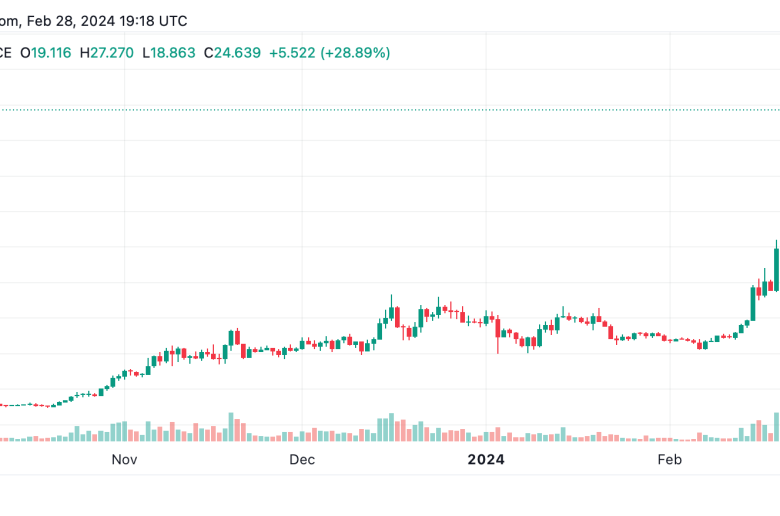 om, Feb 28, 2024 19:18 UTC
CE O19.116 H27.270 L18.863 C24.639 +5.522 (+28.89%)
Nov Dec 2024 Feb